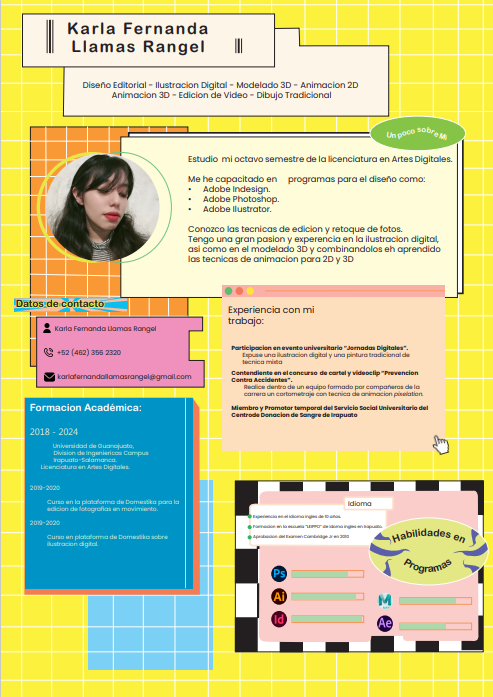 Karla Fernanda
Llamas Rangel
Diseño Editorial - Ilustracion Digital - Modelado 3D - Animacion 2D
Animacion 3D - Edicion de Video - Dibujo Tradicional
Un poco sobre Mi
Estudio mi octavo semestre de la licenciatura en Artes Digitales.
Me he capacitado en programas para el diseño como:
• Adobe Indesign.
• Adobe Photoshop.
• Adobe Ilustrator.
Conozco las tecnicas de edicion y retoque de fotos.
Tengo una gran pasion y experencia en la ilustracion digital,
asi como en el modelado 3D y combinandolos eh aprendido
las tecnicas de animacion para 2D y 3D
Datos de contacto
Karla Fernanda Llamas Rangel
+52 (462) 356 2320
karlafernandallamasrangel@gmail.com
Experiencia con mi
trabajo:
Participacion en evento universitario "Jornadas Digitales".
Expuse una ilustracion digital y una pintura tradicional de
tecnica mixta
Contendiente en el concurso de cartel y videoclip "Prevencion
Contra Accidentes".
Realice dentro de un equipo formado por compañeros de la
carrera un cortometraje con tecnica de animacion pixelation.
Miembro y Promotor temporal del Servicio Social Universitario del
Centrode Donacion de Sangre de Irapuato
Formacion Académica:
2018 - 2024
Universidad de Guanajuato,
Division de Ingeniericas Campus
Irapuato-Salamanca.
Licenciatura en Artes Digitales.
2019-2020
Curso en la plataforma de Domestika para la
edicion de fotografias en movimiento.
2019-2020
Curso en plataforma de Domestika sobre
ilustracion digital.
Idioma
Experiencia en el idioma ingles de 10 años.
Formacion en la escuela "LEPPO" de idioma ingles en Irapuato.
Aprobacion del Examen Cambridge Jr. en 2010
Habilidades en
Programas
Ps
Ai
Id
M
Ae